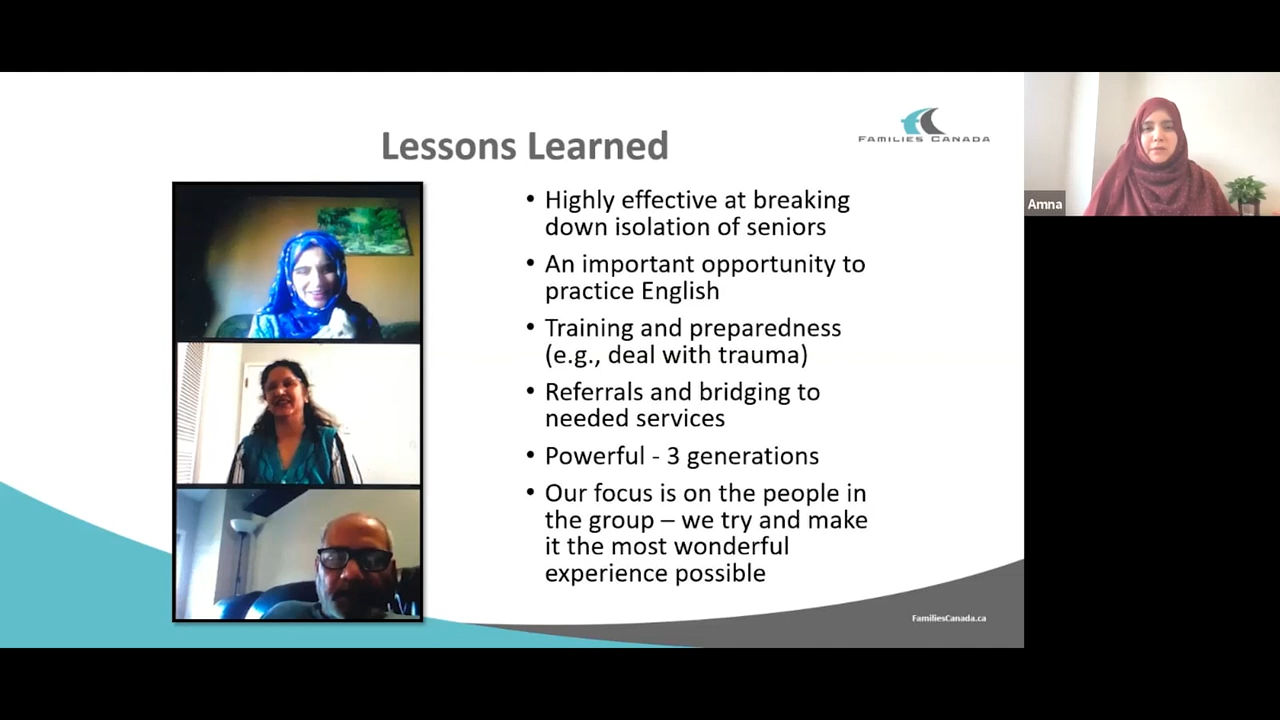 Lessons Learned
FAMILIES CANADA
• Highly effective at breaking
down isolation of seniors
• An important opportunity to
practice English
• Training and preparedness
(e.g., deal with trauma)
• Referrals and bridging to
needed services
• Powerful - 3 generations
• Our focus is on the people in
the group – we try and make
it the most wonderful
experience possible
FamiliesCanada.ca
Amna